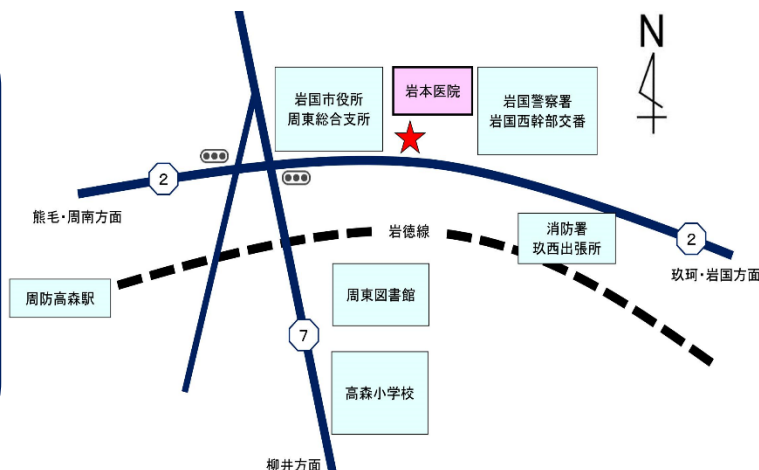 N
岩国市役所
周東総合支所
岩本医院
岩国警察署
岩国西幹部交番
2
熊毛・周南方面
岩徳線
消防署
玖西出張所
2
玖珂・岩国方面
周防高森駅
周東図書館
7
高森小学校
柳井方面